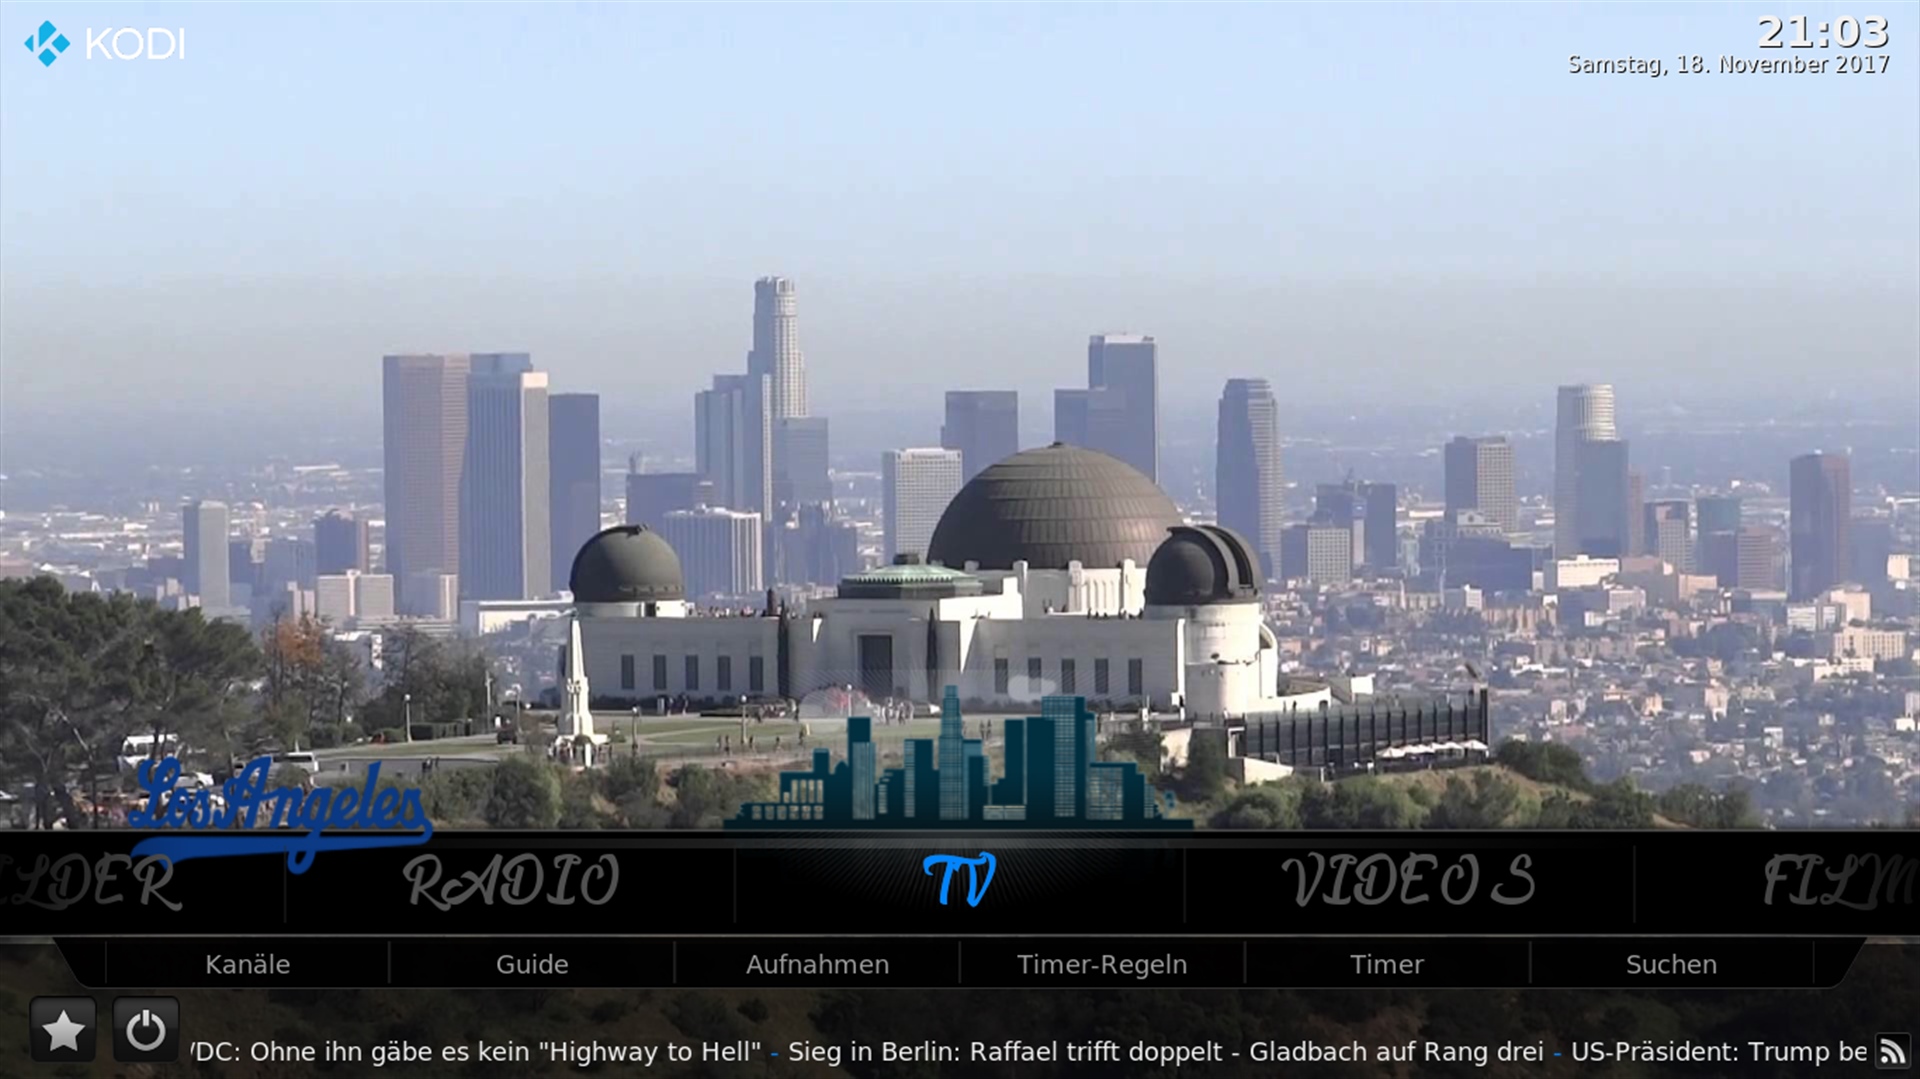 KODI
21:03
Samstag, 18. November 2017
Los Angeles
LDER
RADIO
TV
VIDEOS
FILM
Kanäle
Guide
Aufnahmen
Timer-Regeln
Timer
Suchen
/DC: Ohne ihn gäbe es kein "Highway to Hell" - Sieg in Berlin: Raffael trifft doppelt - Gladbach auf Rang drei - US-Präsident: Trump be